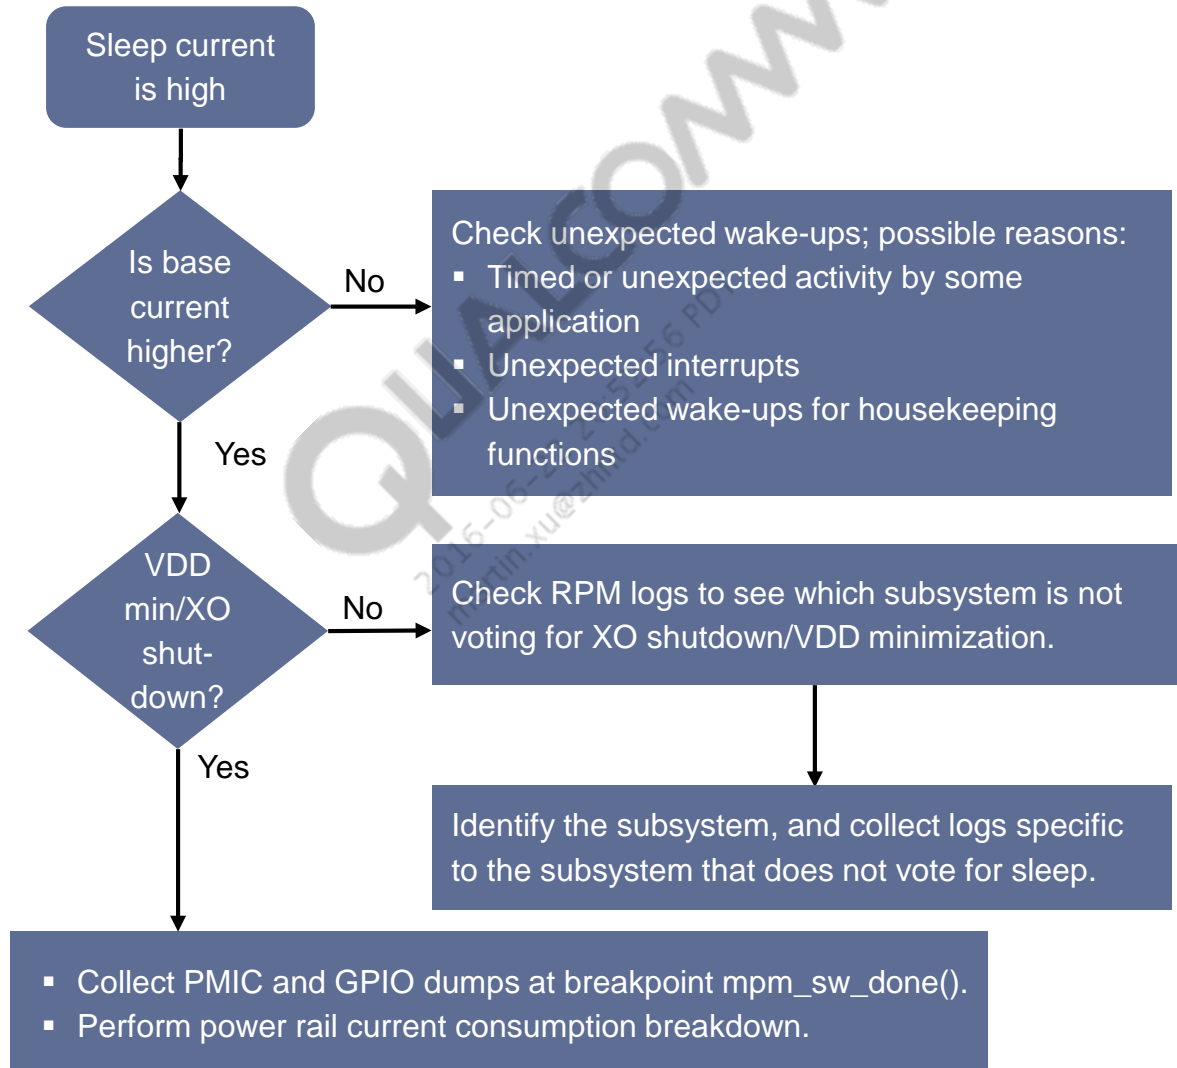 Sleep current
is high
Is base
current
higher?
No
Check unexpected wake-ups; possible reasons:
▪ Timed or unexpected activity by some
application
▪ Unexpected interrupts
▪ Unexpected wake-ups for housekeeping
functions
Yes
VDD
min/XO
shut-
down?
No
Check RPM logs to see which subsystem is not
voting for XO shutdown/VDD minimization.
Yes
Identify the subsystem, and collect logs specific
to the subsystem that does not vote for sleep.
▪ Collect PMIC and GPIO dumps at breakpoint mpm_sw_done().
▪ Perform power rail current consumption breakdown.
QUALCOMM